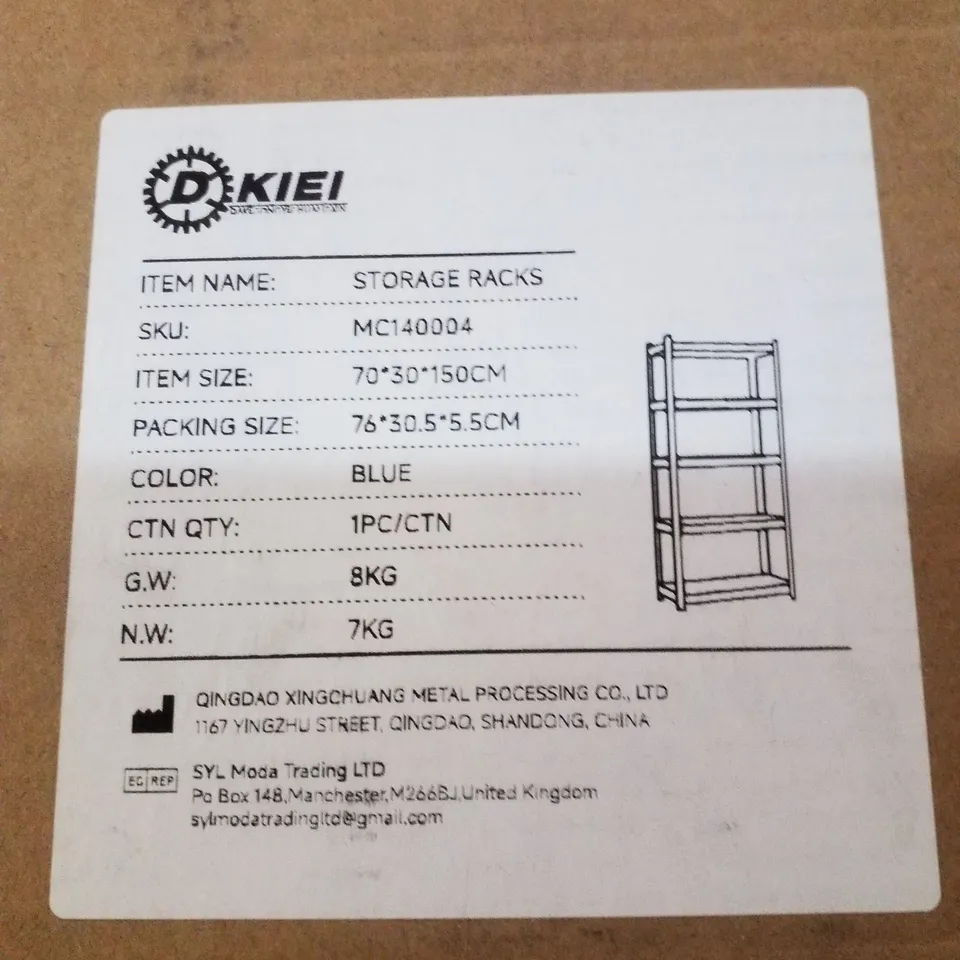 D KIEI
ITEM NAME: STORAGE RACKS
SKU: MC140004
ITEM SIZE: 70*30*150CM
PACKING SIZE: 76*30.5*5.5CM
COLOR: BLUE
CTN QTY: 1PC/CTN
G.W: 8KG
N.W: 7KG
QINGDAO XINGCHUANG METAL PROCESSING CO., LTD
1167 YINGZHU STREET, QINGDAO, SHANDONG, CHINA
EC REP
SYL Moda Trading LTD
Po Box 148,Manchester,M266BJ,United Kingdom
sylmodatradingltd@gmail.com